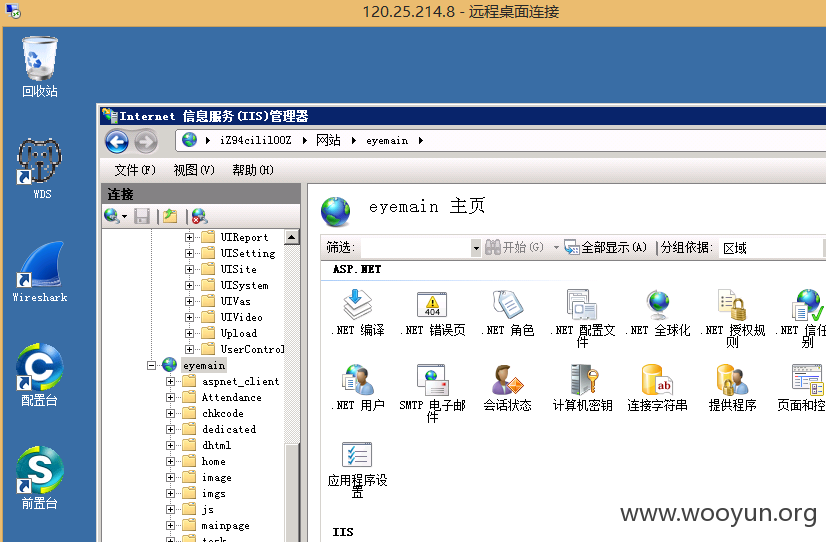 120.25.214.8 - 远程桌面连接
回收站
WDS
Wireshark
配置台
前置台
Internet 信息服务(IIS)管理器
iZ94cilil00Z
网站
eyemain
文件(F) 视图(V) 帮助(H)
连接
UIReport
UISetting
UISite
UISystem
UIVas
UIVideo
Upload
UserControl
eyemain
aspnet_client
Attendance
chkcode
dedicated
dhtml
home
image
imgs
js
mainpage
eyemain 主页
筛选: 开始(G) 全部显示(A) 分组依据: 区域
ASP.NET
.NET 编译
404
.NET 错误页
.NET 角色
.NET 配置文件
.NET 全球化
.NET 授权规则
.NET 信任级别
.NET 用户
SMTP 电子邮件
会话状态
计算机密钥
ab
连接字符串
提供程序
页面和控
应用程序设置
IIS
www.wooyun.org